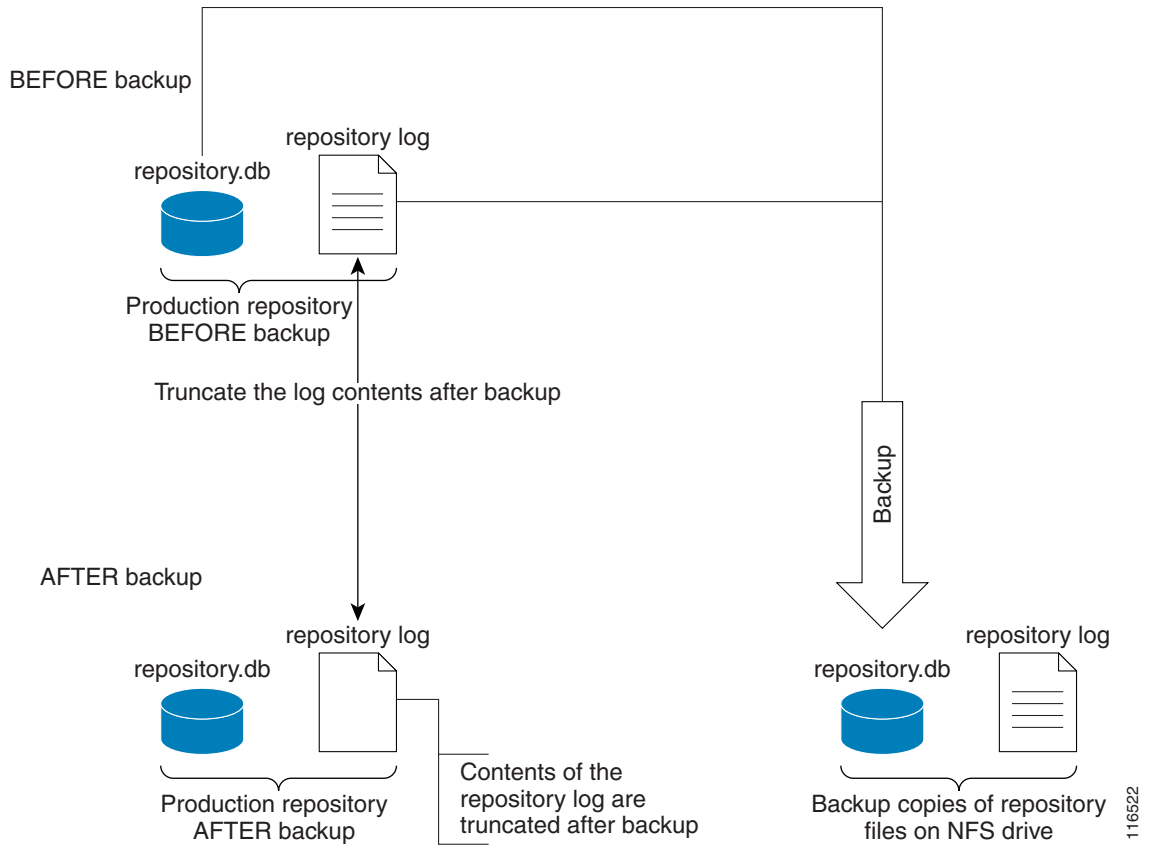 BEFORE backup
repository log
repository.db
Production repository
BEFORE backup
Truncate the log contents after backup
Backup
AFTER backup
repository log
repository.db
Production repository
AFTER backup
Contents of the
repository log are
truncated after backup
repository log
repository.db
Backup copies of repository
files on NFS drive
116522